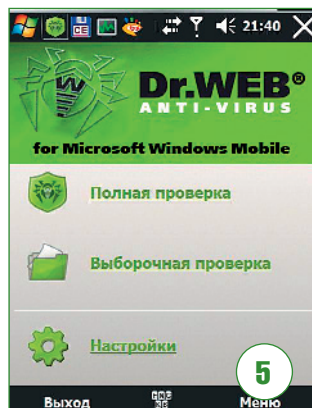 21:40
Dr.WEB®
ANTI-VIRUS
for Microsoft Windows Mobile
Полная проверка
Выборочная проверка
Настройки
5
Выход
Меню